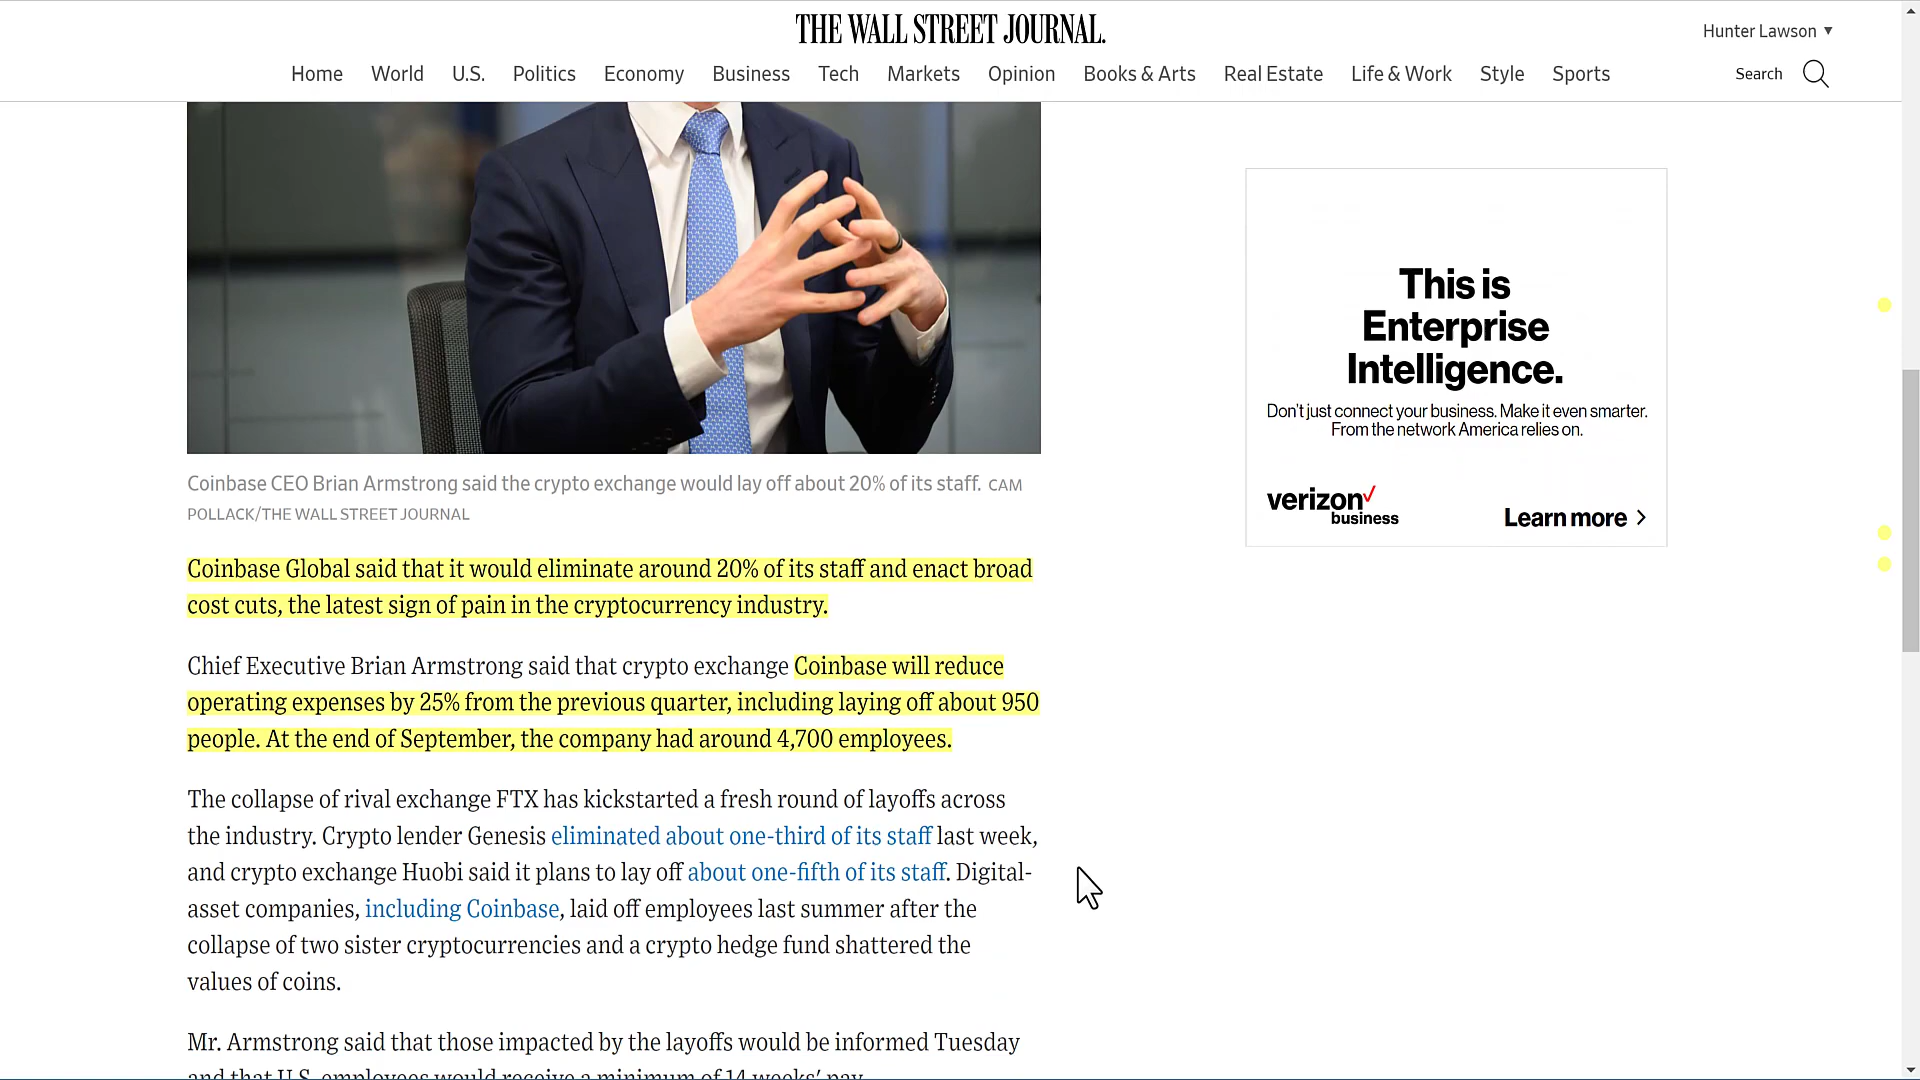 THE WALL STREET JOURNAL.
Hunter Lawson ▼
Home World U.S. Politics Economy Business Tech Markets Opinion Books & Arts Real Estate Life & Work Style Sports
Search
Coinbase CEO Brian Armstrong said the crypto exchange would lay off about 20% of its staff. CAM
POLLACK/THE WALL STREET JOURNAL
Coinbase Global said that it would eliminate around 20% of its staff and enact broad
cost cuts, the latest sign of pain in the cryptocurrency industry.
Chief Executive Brian Armstrong said that crypto exchange Coinbase will reduce
operating expenses by 25% from the previous quarter, including laying off about 950
people. At the end of September, the company had around 4,700 employees.
The collapse of rival exchange FTX has kickstarted a fresh round of layoffs across
the industry. Crypto lender Genesis eliminated about one-third of its staff last week,
and crypto exchange Huobi said it plans to lay off about one-fifth of its staff. Digital-
asset companies, including Coinbase, laid off employees last summer after the
collapse of two sister cryptocurrencies and a crypto hedge fund shattered the
values of coins.
Mr. Armstrong said that those impacted by the layoffs would be informed Tuesday
and that U.S. employees would receive a minimum of 14 weeks' pay
This is
Enterprise
Intelligence.
Don't just connect your business. Make it even smarter.
From the network America relies on.
verizon
business
Learn more >